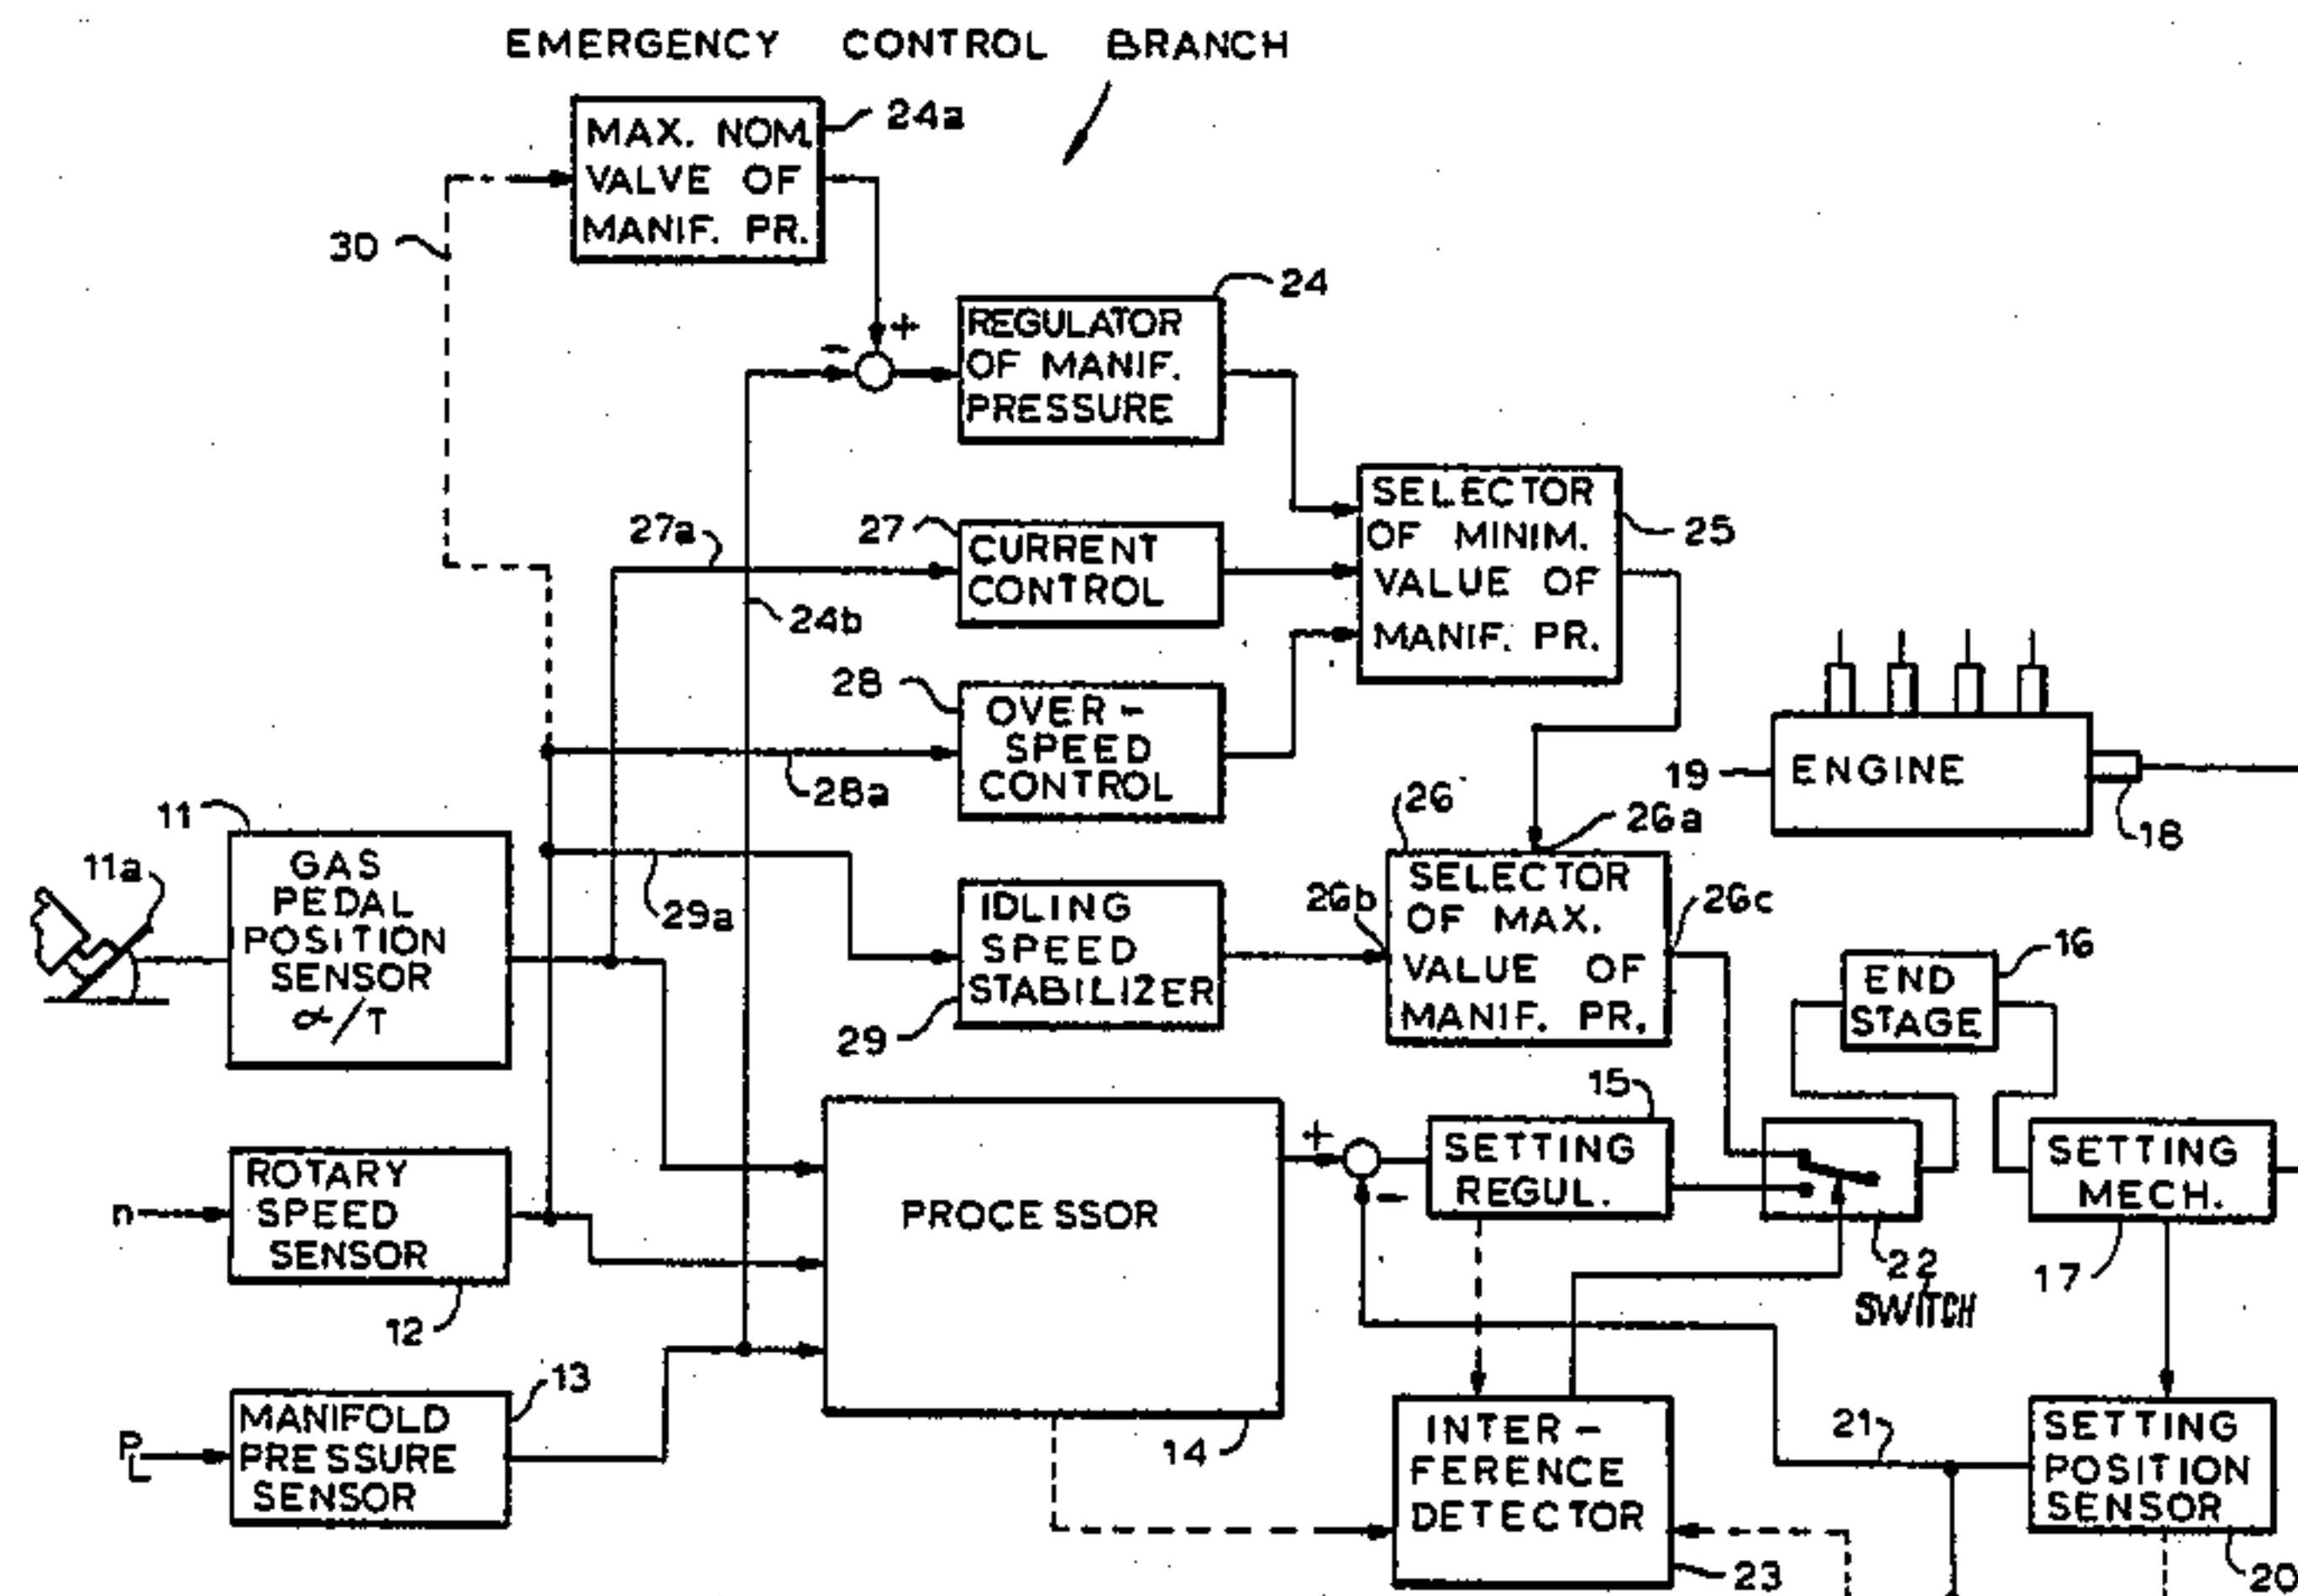 EMERGENCY CONTROL BRANCH
MAX. NOM.
VALVE OF
MANIF. PR.
24a
30
+
-
REGULATOR
OF MANIF.
PRESSURE
24
27a
27
CURRENT
CONTROL
24b
SELECTOR
OF MINIM.
VALUE OF
MANIF. PR.
25
28
OVER-
SPEED
CONTROL
28a
19
ENGINE
18
11
11a
GAS
PEDAL
POSITION
SENSOR
α/T
29a
IDLING
SPEED
STABILIZER
29
26
26a
26b
SELECTOR
OF MAX.
VALUE OF
MANIF. PR.
26c
END
STAGE
16
n
ROTARY
SPEED
SENSOR
12
PROCESSOR
14
+
-
15
SETTING
REGUL.
22
SWITCH
SETTING
MECH.
17
PL
MANIFOLD
PRESSURE
SENSOR
13
INTER-
FERENCE
DETECTOR
23
21
SETTING
POSITION
SENSOR
20